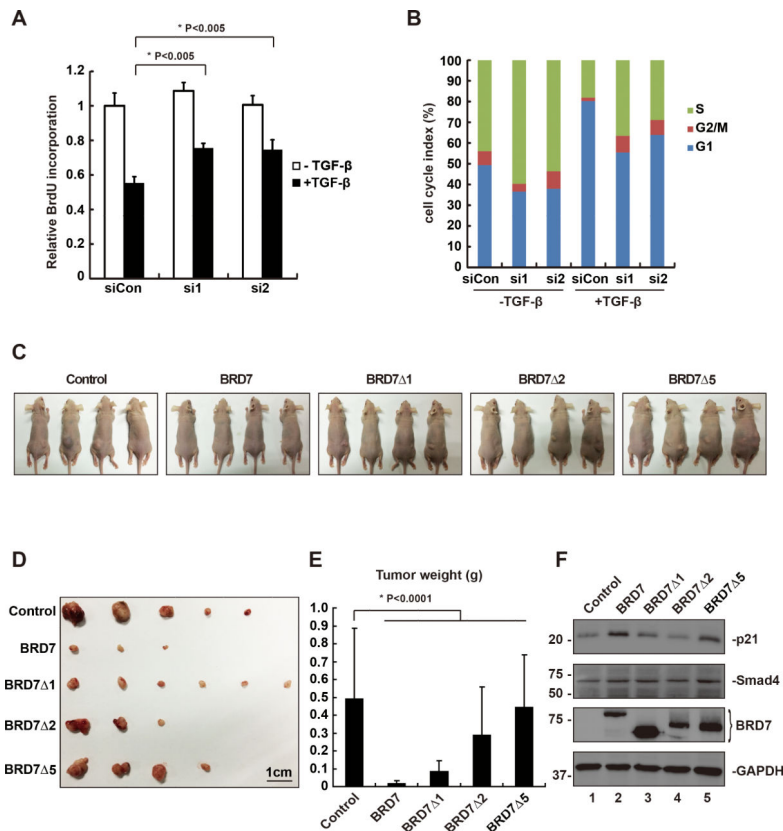 A
* P<0.005
* P<0.005
Relative BrdU incorporation
1.2
1
0.8
0.6
0.4
0.2
0
siCon si1 si2
- TGF-β
+TGF-β
B
cell cycle index (%)
100
90
80
70
60
50
40
30
20
10
0
siCon si1 si2 siCon si1 si2
-TGF-β +TGF-β
S
G2/M
G1
C
Control BRD7 BRD7Δ1 BRD7Δ2 BRD7Δ5
D
Control
BRD7
BRD7Δ1
BRD7Δ2
BRD7Δ5
1cm
E
Tumor weight (g)
* P<0.0001
1.0
0.9
0.8
0.7
0.6
0.5
0.4
0.3
0.2
0.1
0
Control BRD7 BRD7Δ1 BRD7Δ2 BRD7Δ5
F
Control BRD7 BRD7Δ1 BRD7Δ2 BRD7Δ5
20 - -p21
75 -
-Smad4
50 -
75 -
BRD7
37- -GAPDH
1 2 3 4 5